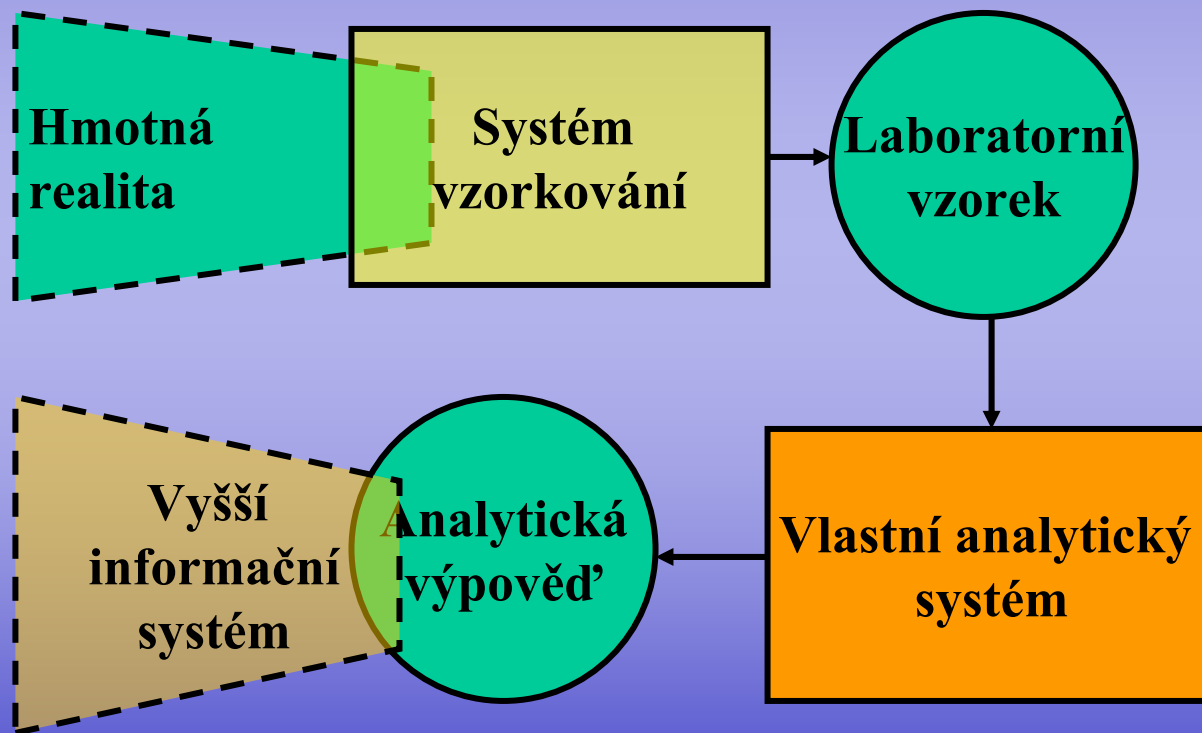 Hmotná
realita
Systém
vzorkování
Laboratorní
vzorek
Vyšší
informační
systém
Analytická
výpověď
Vlastní analytický
systém